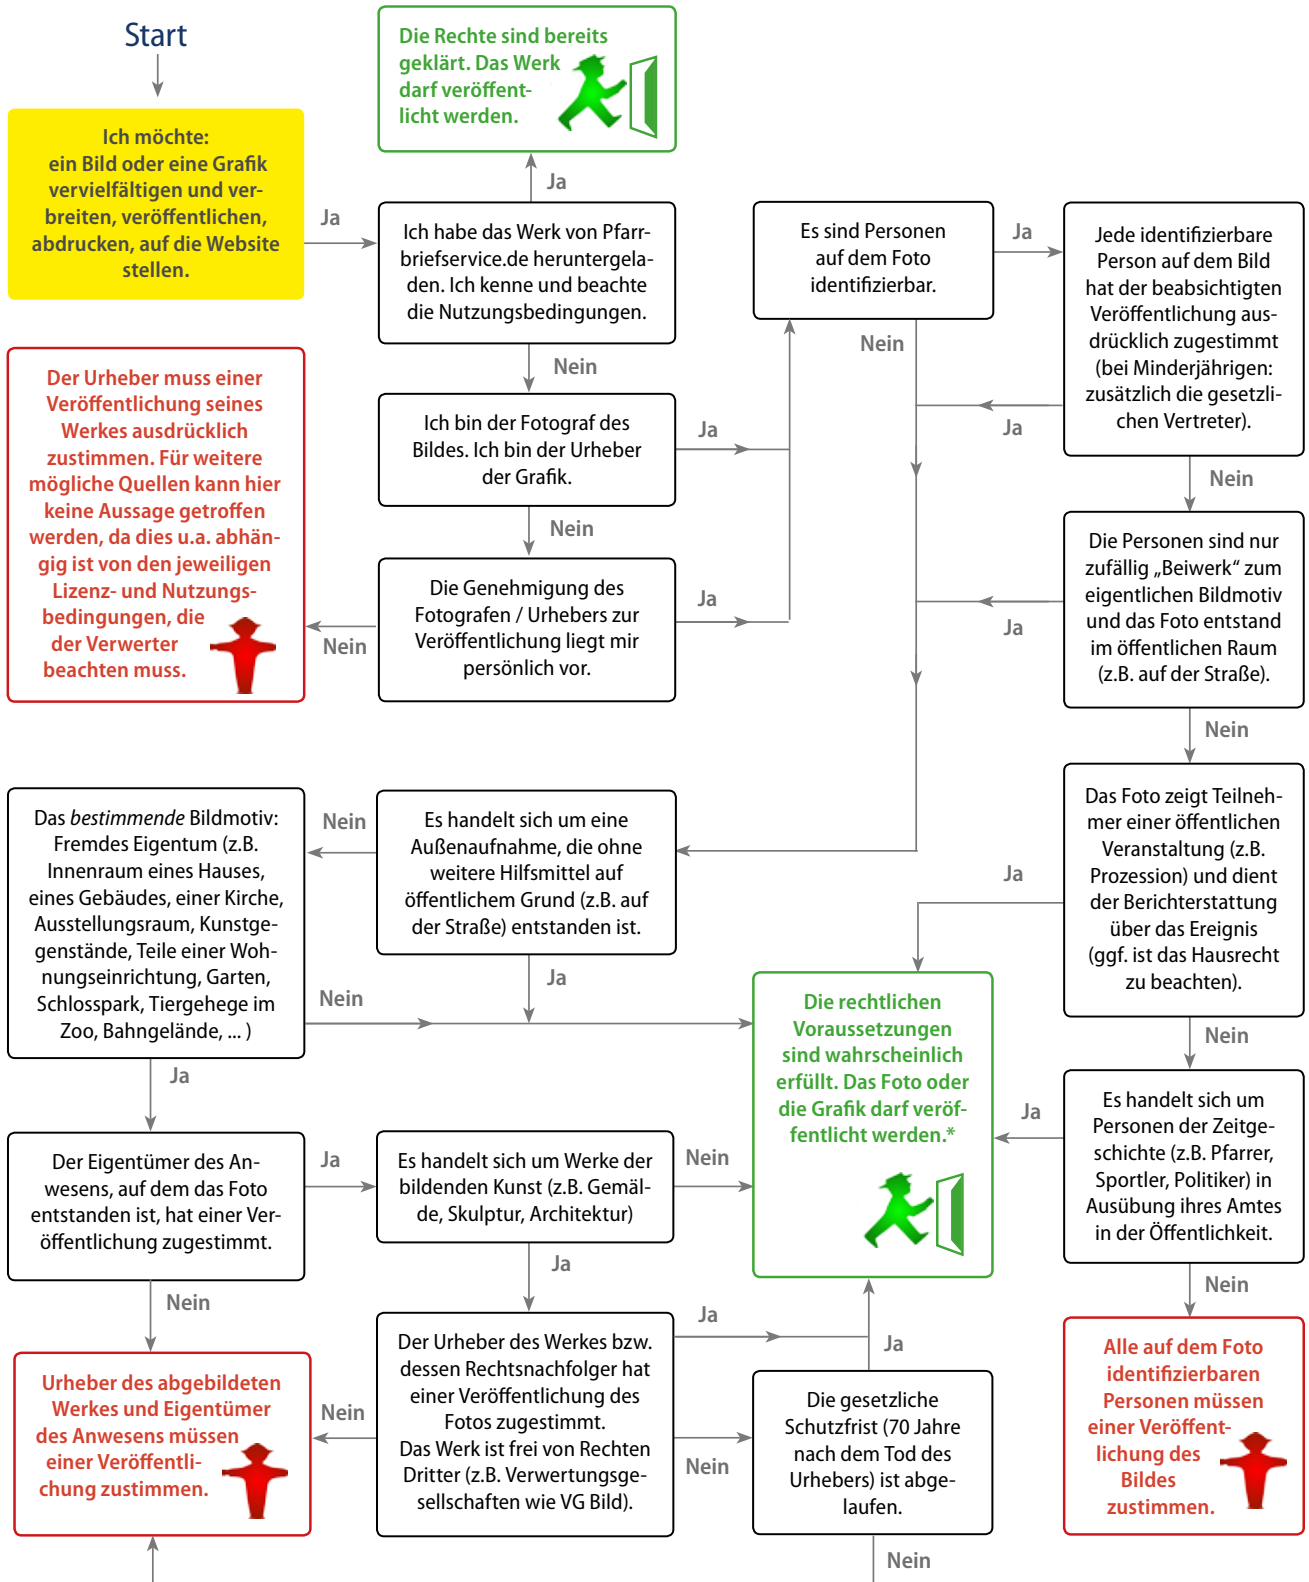 Start
Ich möchte:
ein Bild oder eine Grafik
vervielfältigen und ver-
breiten, veröffentlichen,
abdrucken, auf die Website
stellen.
Ja
Die Rechte sind bereits
geklärt. Das Werk
darf veröffent-
licht werden.
Ja
Ich habe das Werk von Pfarr-
briefservice.de heruntergela-
den. Ich kenne und beachte
die Nutzungsbedingungen.
Nein
Ich bin der Fotograf des
Bildes. Ich bin der Urheber
der Grafik.
Ja
Nein
Die Genehmigung des
Fotografen / Urhebers zur
Veröffentlichung liegt mir
persönlich vor.
Ja
Nein
Der Urheber muss einer
Veröffentlichung seines
Werkes ausdrücklich
zustimmen. Für weitere
mögliche Quellen kann hier
keine Aussage getroffen
werden, da dies u.a. abhän-
gig ist von den jeweiligen
Lizenz- und Nutzungs-
bedingungen, die
der Verwerter
beachten muss.
Es sind Personen
auf dem Foto
identifizierbar.
Ja
Nein
Jede identifizierbare
Person auf dem Bild
hat der beabsichtigten
Veröffentlichung aus-
drücklich zugestimmt
(bei Minderjährigen:
zusätzlich die gesetzli-
chen Vertreter).
Ja
Nein
Die Personen sind nur
zufällig „Beiwerk“ zum
eigentlichen Bildmotiv
und das Foto entstand
im öffentlichen Raum
(z.B. auf der Straße).
Ja
Nein
Das Foto zeigt Teilneh-
mer einer öffentlichen
Veranstaltung (z.B.
Prozession) und dient
der Berichterstattung
über das Ereignis
(ggf. ist das Hausrecht
zu beachten).
Ja
Nein
Es handelt sich um
Personen der Zeitge-
schichte (z.B. Pfarrer,
Sportler, Politiker) in
Ausübung ihres Amtes
in der Öffentlichkeit.
Ja
Nein
Alle auf dem Foto
identifizierbaren
Personen müssen
einer Veröffent-
lichung des
Bildes
zustimmen.
Es handelt sich um eine
Außenaufnahme, die ohne
weitere Hilfsmittel auf
öffentlichem Grund (z.B. auf
der Straße) entstanden ist.
Nein
Ja
Das bestimmende Bildmotiv:
Fremdes Eigentum (z.B.
Innenraum eines Hauses,
eines Gebäudes, einer Kirche,
Ausstellungsraum, Kunstge-
genstände, Teile einer Woh-
nungseinrichtung, Garten,
Schlosspark, Tiergehege im
Zoo, Bahngelände, ... )
Nein
Ja
Die rechtlichen
Voraussetzungen
sind wahrscheinlich
erfüllt. Das Foto oder
die Grafik darf veröf-
fentlicht werden.*
Der Eigentümer des An-
wesens, auf dem das Foto
entstanden ist, hat einer Ver-
öffentlichung zugestimmt.
Ja
Nein
Es handelt sich um Werke der
bildenden Kunst (z.B. Gemäl-
de, Skulptur, Architektur)
Nein
Ja
Der Urheber des Werkes bzw.
dessen Rechtsnachfolger hat
einer Veröffentlichung des
Fotos zugestimmt.
Das Werk ist frei von Rechten
Dritter (z.B. Verwertungsge-
sellschaften wie VG Bild).
Ja
Nein
Nein
Urheber des abgebildeten
Werkes und Eigentümer
des Anwesens müssen
einer Veröffentli-
chung zustimmen.
Ja
Die gesetzliche
Schutzfrist (70 Jahre
nach dem Tod des
Urhebers) ist abge-
laufen.
Nein